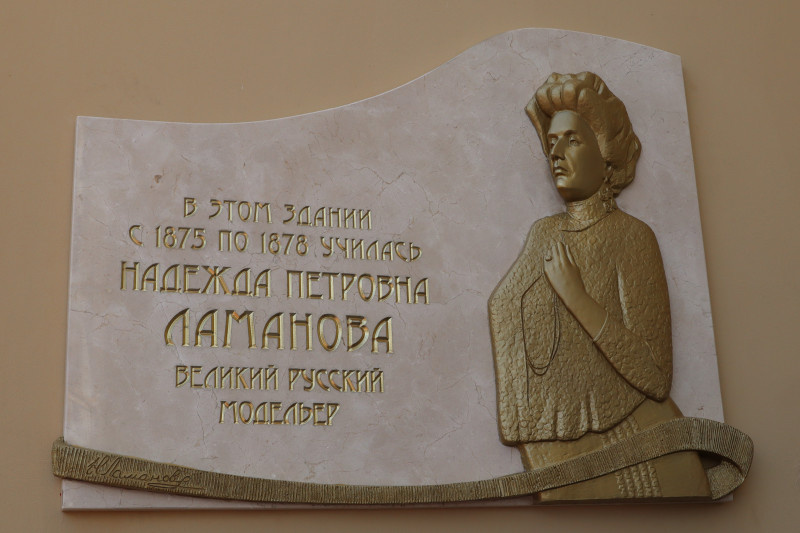 В ЭТОМ ЗДАНИИ
С 1875 ПО 1878 УЧИЛАСЬ
НАДЕЖДА ПЕТРОВНА
ЛАМАНОВА
ВЕЛИКИЙ РУССКИЙ
МОДЕЛЬЕР